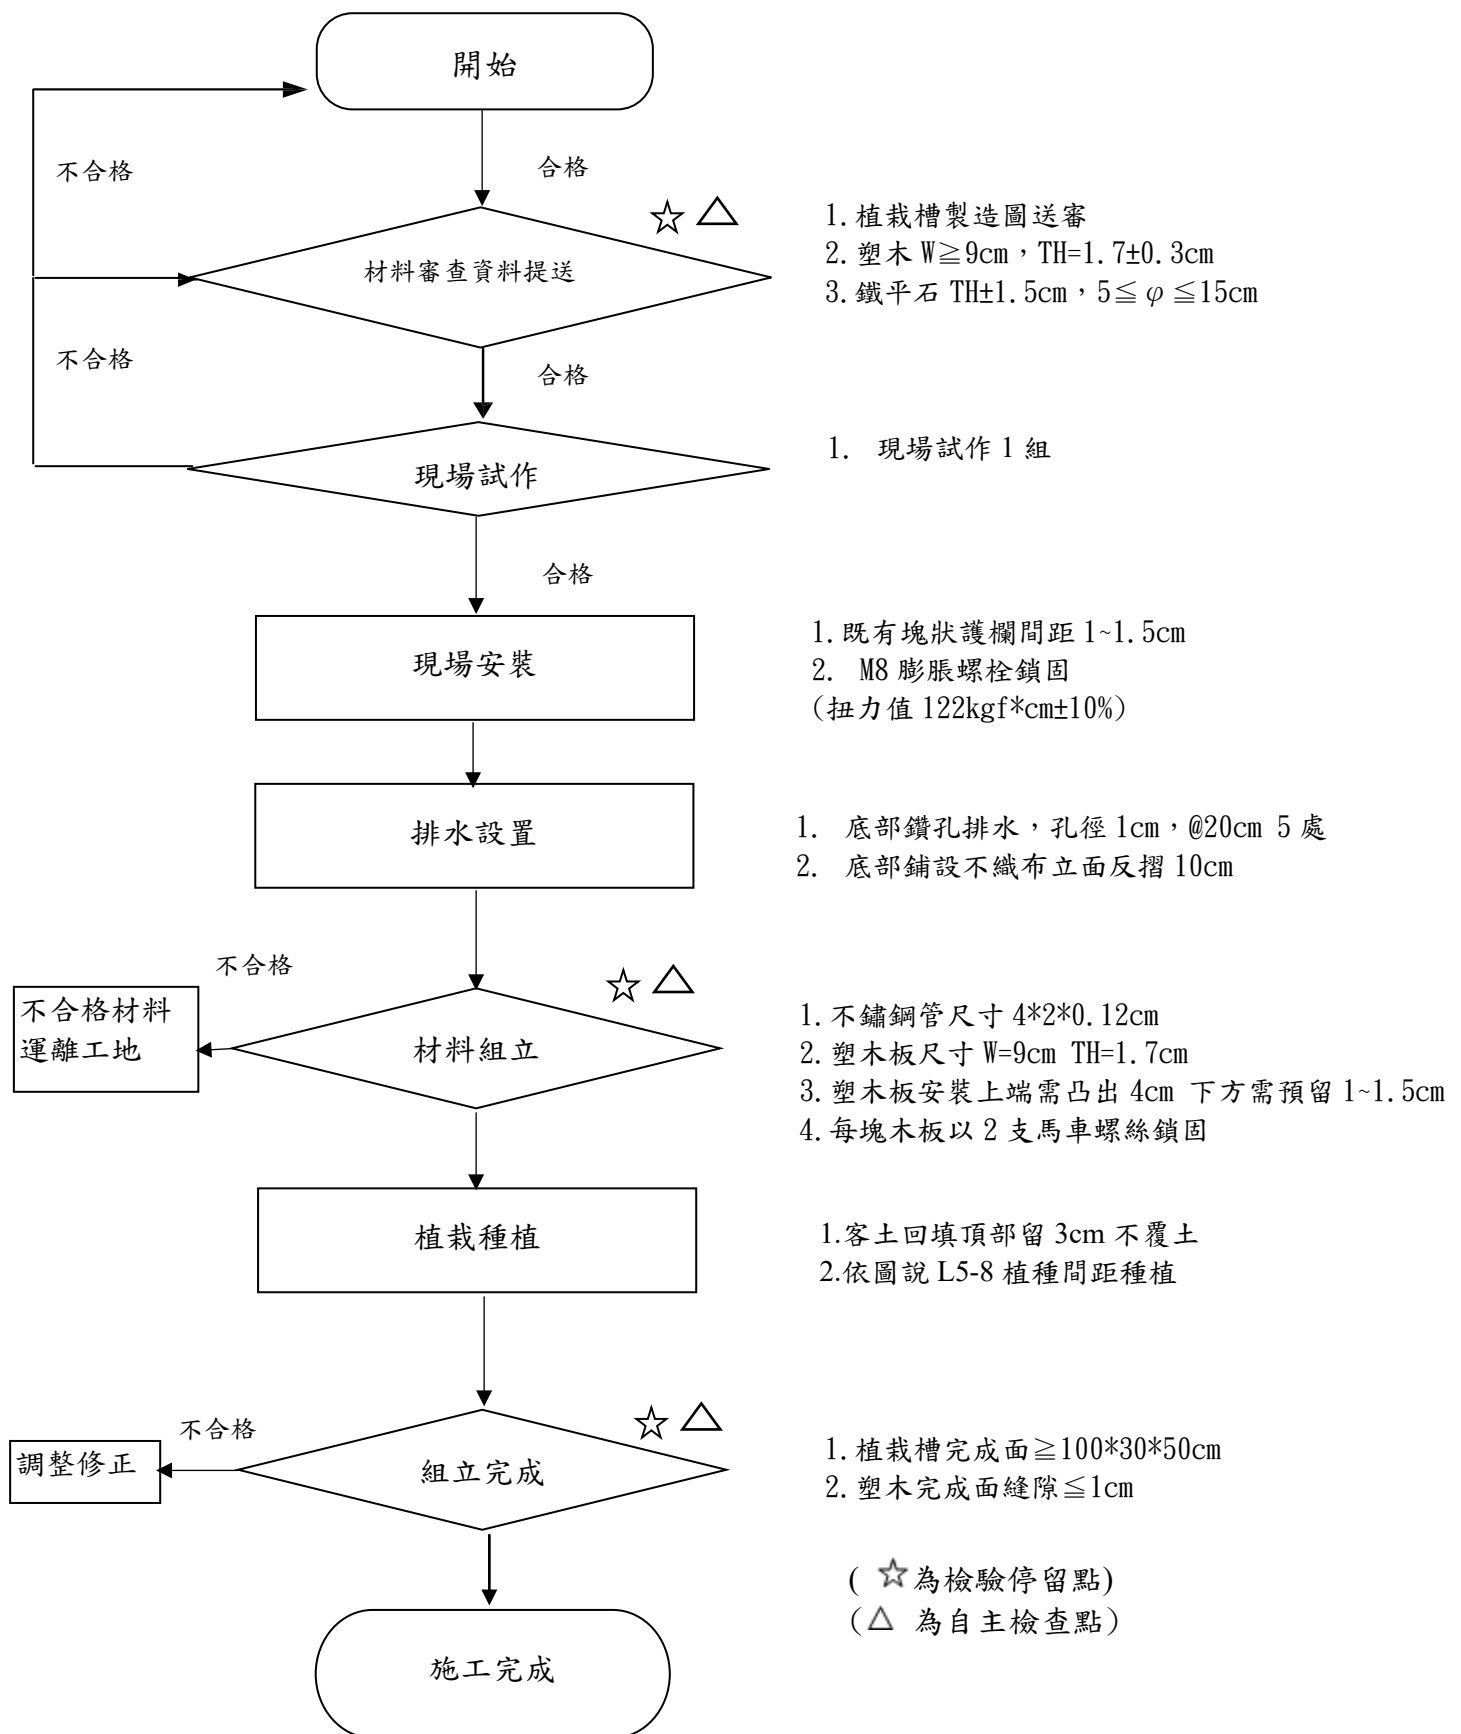 開始
不合格
合格
☆ △
材料審查資料提送
1.植栽槽製造圖送審
2.塑木 W≧9cm，TH=1.7±0.3cm
3.鐵平石 TH±1.5cm，5≦φ≦15cm
不合格
合格
現場試作
1. 現場試作 1 組
合格
現場安裝
1.既有塊狀護欄間距 1~1.5cm
2. M8 膨脹螺栓鎖固
(扭力值 122kgf*cm±10%)
排水設置
1. 底部鑽孔排水，孔徑 1cm，@20cm 5 處
2. 底部鋪設不織布立面反摺 10cm
不合格
☆ △
不合格材料
運離工地
材料組立
1.不鏽鋼管尺寸 4*2*0.12cm
2.塑木板尺寸 W=9cm TH=1.7cm
3.塑木板安裝上端需凸出 4cm 下方需預留 1~1.5cm
4.每塊木板以 2 支馬車螺絲鎖固
植栽種植
1.客土回填頂部留 3cm 不覆土
2.依圖說 L5-8 植種間距種植
不合格
☆ △
調整修正
組立完成
1.植栽槽完成面≧100*30*50cm
2.塑木完成面縫隙≦1cm
( ☆為檢驗停留點)
(△ 為自主檢查點)
施工完成